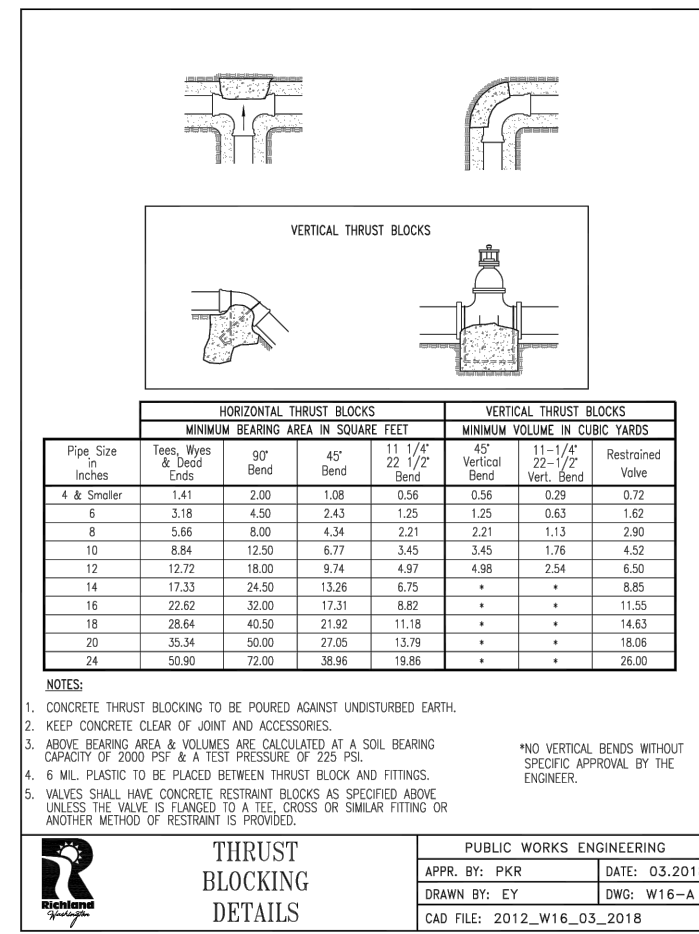 VERTICAL THRUST BLOCKS
HORIZONTAL THRUST BLOCKS VERTICAL THRUST BLOCKS
MINIMUM BEARING AREA IN SQUARE FEET MINIMUM VOLUME IN CUBIC YARDS
Pipe Size in Inches Tees, Wyes & Dead Ends 90° Bend 45° Bend 11 1/4° 22 1/2° Bend 45° Vertical Bend 11-1/4° 22-1/2° Vert. Bend Restrained Valve
4 & Smaller 1.41 2.00 1.08 0.56 0.56 0.29 0.72
6 3.18 4.50 2.43 1.25 1.25 0.63 1.62
8 5.66 8.00 4.34 2.21 2.21 1.13 2.90
10 8.84 12.50 6.77 3.45 3.45 1.76 4.52
12 12.72 18.00 9.74 4.97 4.98 2.54 6.50
14 17.33 24.50 13.26 6.75 * * 8.85
16 22.62 32.00 17.31 8.82 * * 11.55
18 28.64 40.50 21.92 11.18 * * 14.63
20 35.34 50.00 27.05 13.79 * * 18.06
24 50.90 72.00 38.96 19.86 * * 26.00
NOTES:
1. CONCRETE THRUST BLOCKING TO BE POURED AGAINST UNDISTURBED EARTH.
2. KEEP CONCRETE CLEAR OF JOINT AND ACCESSORIES.
3. ABOVE BEARING AREA & VOLUMES ARE CALCULATED AT A SOIL BEARING
CAPACITY OF 2000 PSF & A TEST PRESSURE OF 225 PSI.
4. 6 MIL. PLASTIC TO BE PLACED BETWEEN THRUST BLOCK AND FITTINGS.
5. VALVES SHALL HAVE CONCRETE RESTRAINT BLOCKS AS SPECIFIED ABOVE
UNLESS THE VALVE IS FLANGED TO A TEE, CROSS OR SIMILAR FITTING OR
ANOTHER METHOD OF RESTRAINT IS PROVIDED.
*NO VERTICAL BENDS WITHOUT
SPECIFIC APPROVAL BY THE
ENGINEER.
R
Richland
Washington
THRUST
BLOCKING
DETAILS
PUBLIC WORKS ENGINEERING
APPR. BY: PKR DATE: 03.201
DRAWN BY: EY DWG: W16-A
CAD FILE: 2012_W16_03_2018